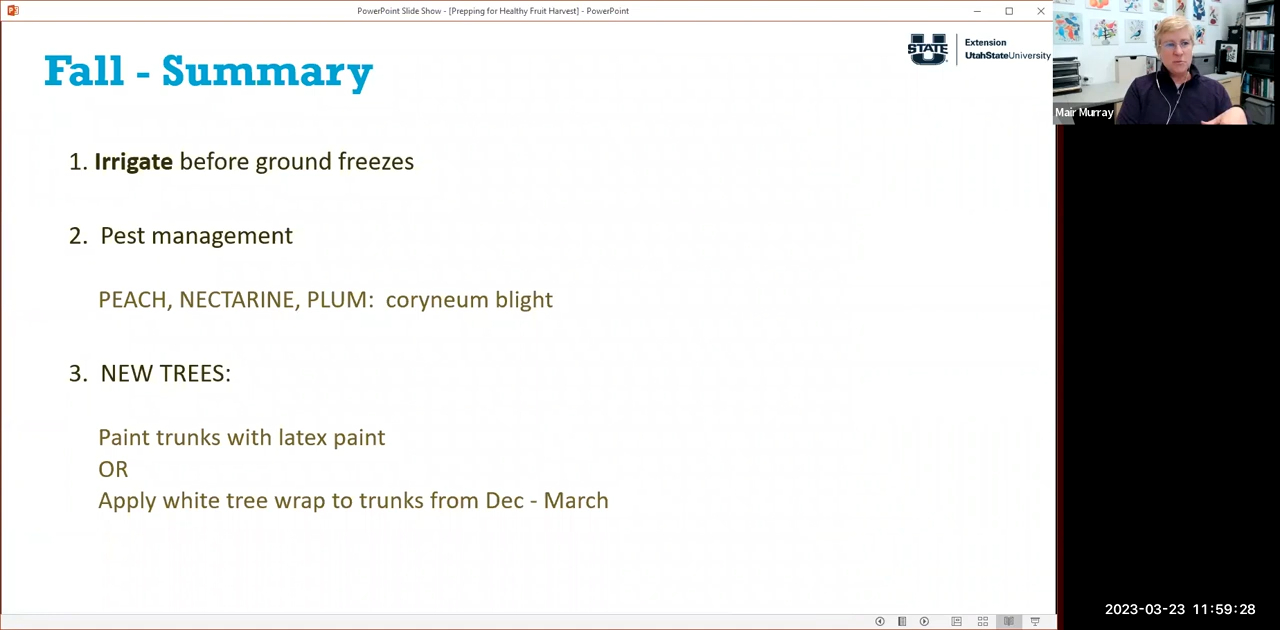 PowerPoint Slide Show - [Prepping for Healthy Fruit Harvest] - PowerPoint
Fall - Summary
U STATE
Extension
UtahStateUniversity
Mair Murray
1. Irrigate before ground freezes
2. Pest management
PEACH, NECTARINE, PLUM: coryneum blight
3. NEW TREES:
Paint trunks with latex paint
OR
Apply white tree wrap to trunks from Dec - March
2023-03-23 11:59:28